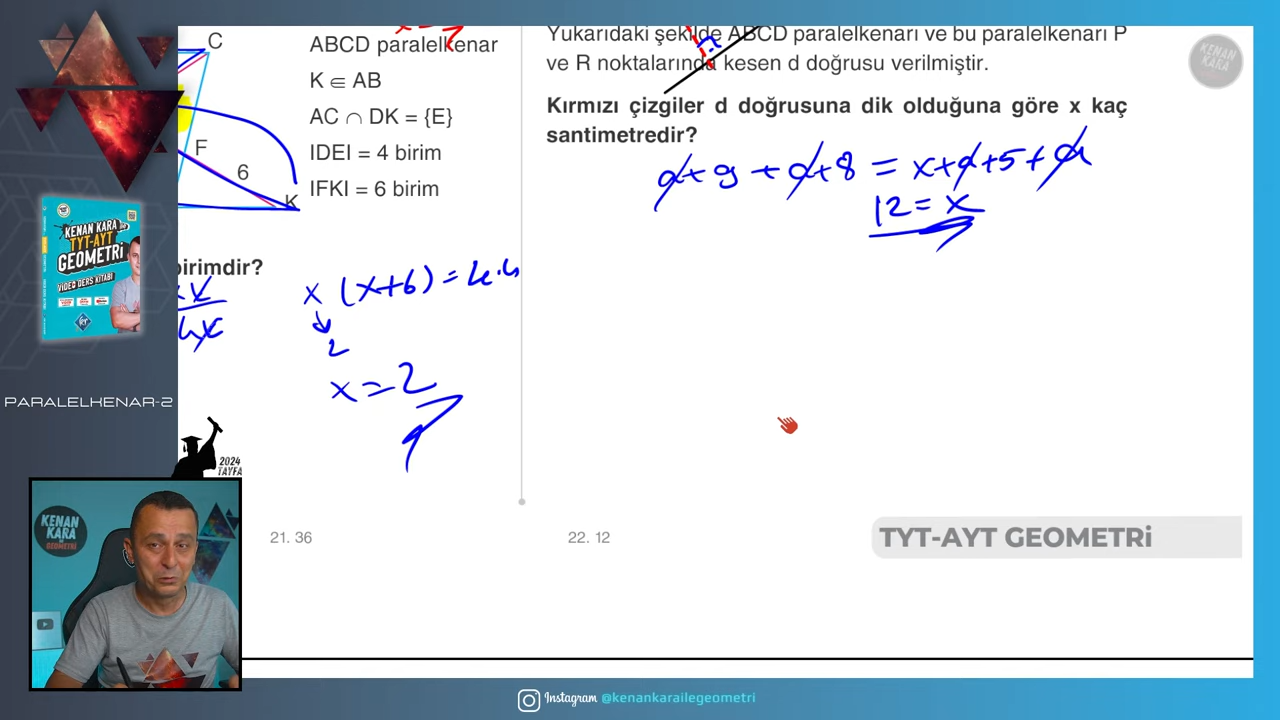 C
F
6
K
ABCD paralelkenar
K ∈ AB
AC ∩ DK = {E}
IDEI = 4 birim
IFKI = 6 birim
birimdir?
x (x+6) = 4.4
2
x = 2
Yukarıdaki şekilde ABCD paralelkenarı ve bu paralelkenarı P
ve R noktalarında kesen d doğrusu verilmiştir.
Kırmızı çizgiler d doğrusuna dik olduğuna göre x kaç
santimetredir?
a+9 + a+8 = x+a+5+a
12 = x
KENAN
KARA
KENAN KARA
TYT-AYT
GEOMETRİ
VİDEO DERS KİTABI
PARALELKENAR-2
2024
TAYFA
KENAN
KARA
GEOMETRI
21. 36
22. 12
TYT-AYT GEOMETRİ
Instagram @kenankarailegeometri